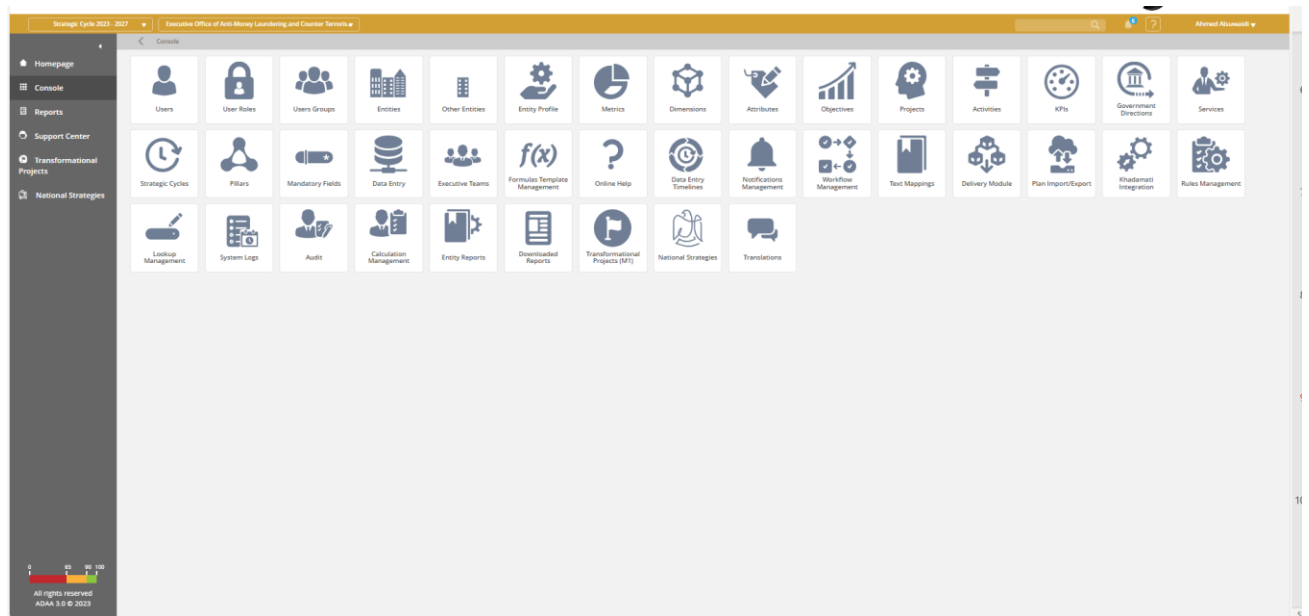 Strategic Cycle 2023 - 2027
Executive Office of Anti-Money Laundering and Counter Terroris
Ahmed Alsuwaidi
Console
Homepage
Console
Reports
Support Center
Transformational
Projects
National Strategies
Users
User Roles
Users Groups
Entities
Other Entities
Entity Profile
Metrics
Dimensions
Attributes
Objectives
Projects
Activities
KPIs
Government
Directions
Services
Strategic Cycles
Pillars
Mandatory Fields
Data Entry
Executive Teams
f(x)
Formulas Template
Management
?
Online Help
Data Entry
Timelines
Notifications
Management
Workflow
Management
Text Mappings
Delivery Module
Plan Import/Export
Khadamati
Integration
Rules Management
Lookup
Management
System Logs
Audit
Calculation
Management
Entity Reports
Downloaded
Reports
Transformational
Projects (M1)
National Strategies
Translations
0 65 90 100
All rights reserved
ADAA 3.0 © 2023